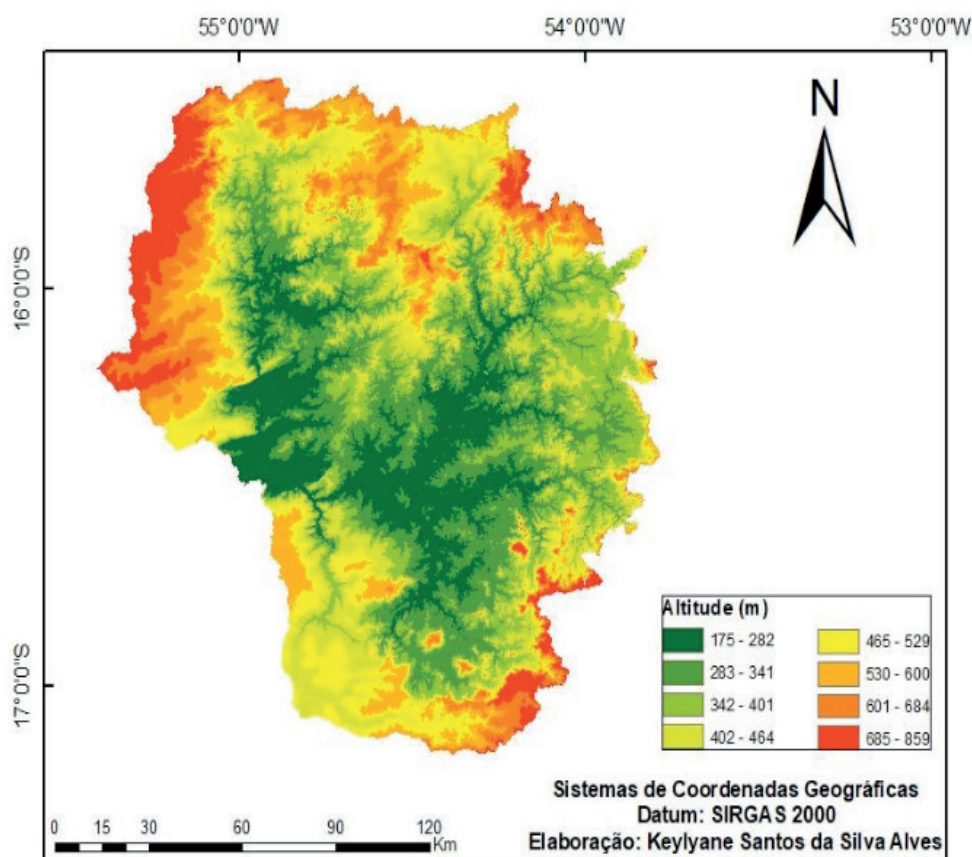 55°0'0"W 54°0'0"W 53°0'0"W
N
16°0'0"S
17°0'0"S
Altitude (m)
175 - 282
283 - 341
342 - 401
402 - 464
465 - 529
530 - 600
601 - 684
685 - 859
Sistemas de Coordenadas Geográficas
Datum: SIRGAS 2000
Elaboração: Keylyane Santos da Silva Alves
0 15 30 60 90 120
Km